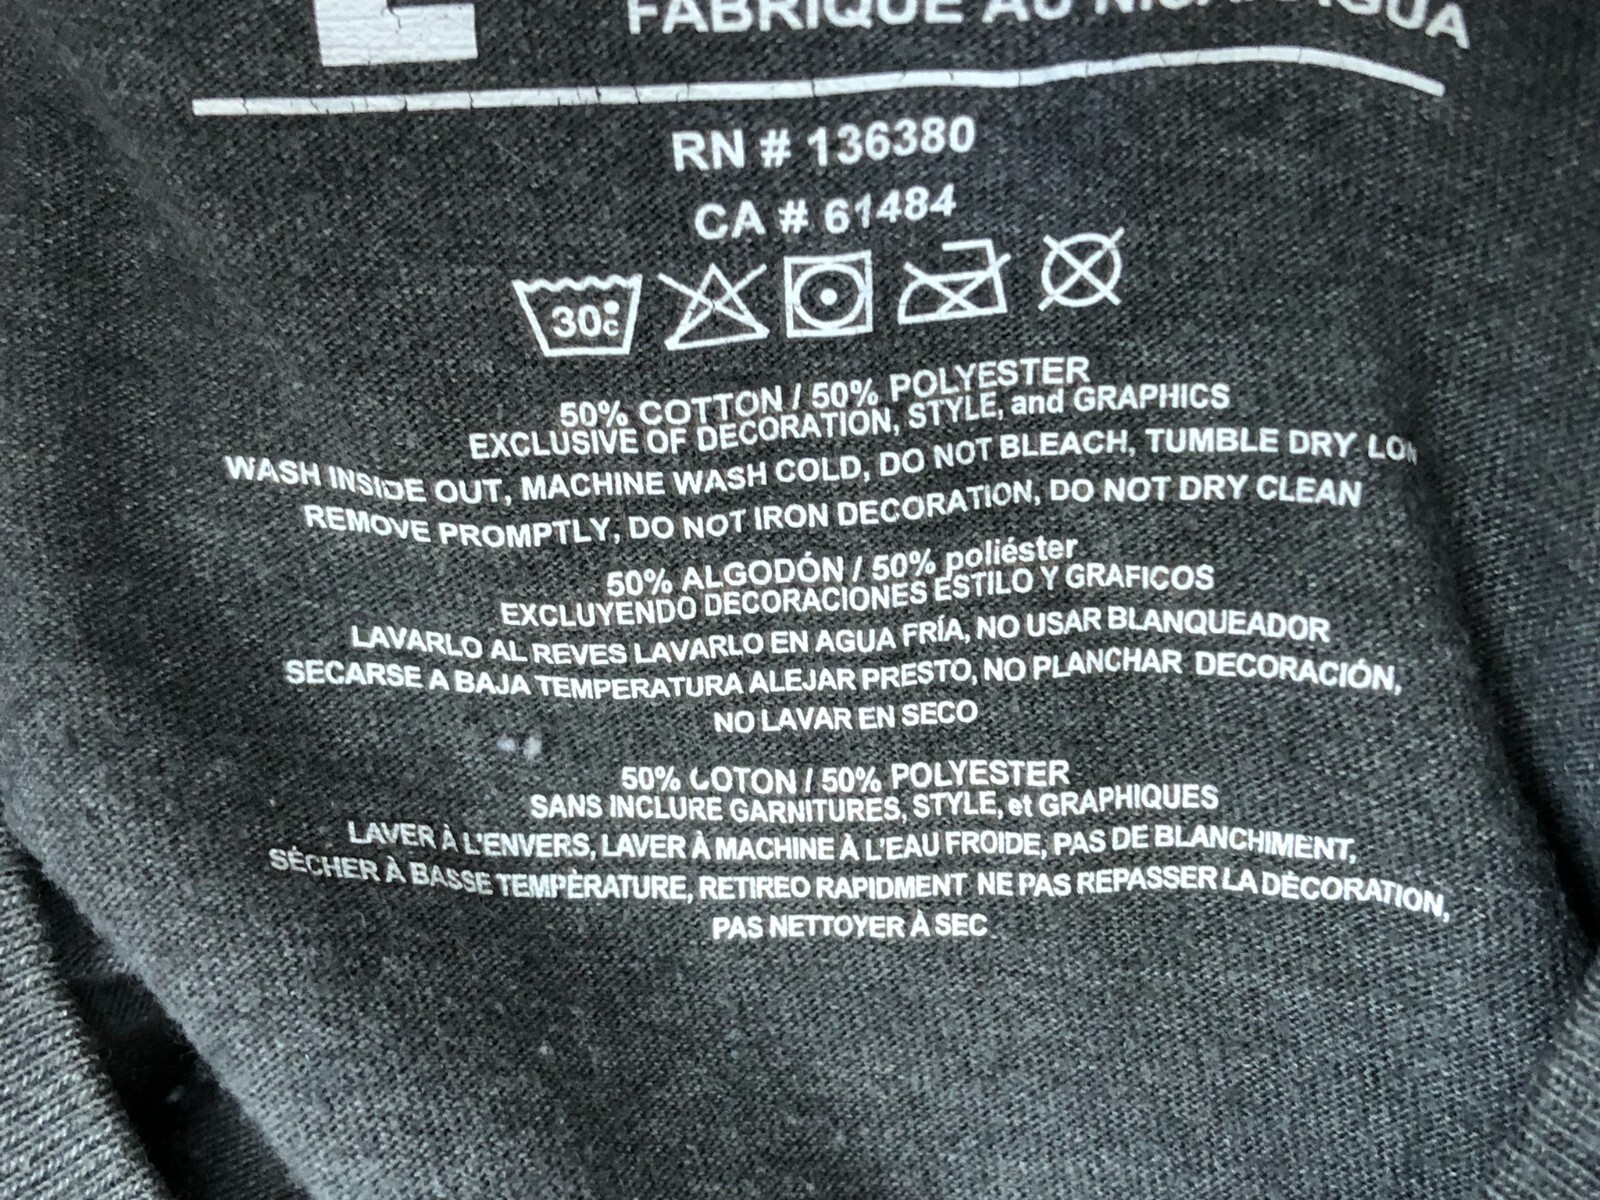 FABRIQUÉ AU NICARAGUA
RN # 136380
CA # 61484
30°C
50% COTTON / 50% POLYESTER
EXCLUSIVE OF DECORATION, STYLE, and GRAPHICS
WASH INSIDE OUT, MACHINE WASH COLD, DO NOT BLEACH, TUMBLE DRY LOW
REMOVE PROMPTLY, DO NOT IRON DECORATION, DO NOT DRY CLEAN
50% ALGODÓN / 50% poliéster
EXCLUYENDO DECORACIONES ESTILO Y GRAFICOS
LAVARLO AL REVES LAVARLO EN AGUA FRÍA, NO USAR BLANQUEADOR
SECARSE A BAJA TEMPERATURA ALEJAR PRESTO, NO PLANCHAR DECORACIÓN,
NO LAVAR EN SECO
50% COTON / 50% POLYESTER
SANS INCLURE GARNITURES, STYLE, et GRAPHIQUES
LAVER À L'ENVERS, LAVER À MACHINE À L'EAU FROIDE, PAS DE BLANCHIMENT,
SÉCHER À BASSE TEMPÉRATURE, RETIREO RAPIDMENT NE PAS REPASSER LA DÉCORATION,
PAS NETTOYER À SEC